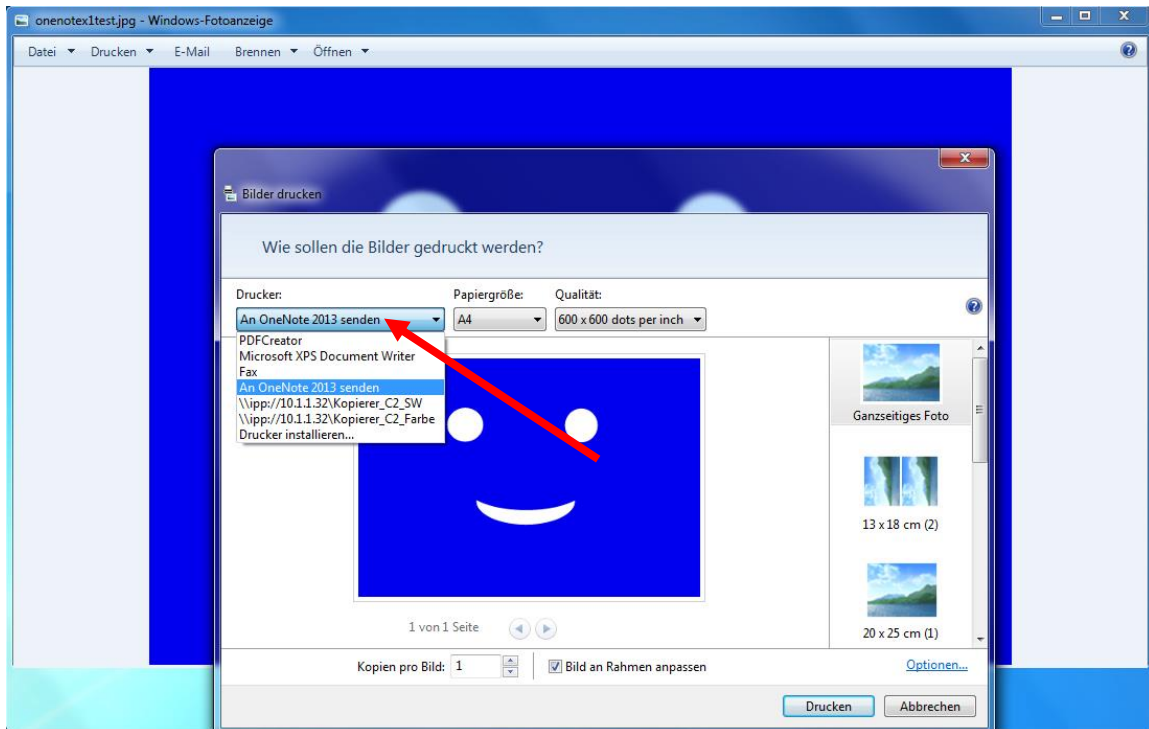 onenotex1test.jpg - Windows-Fotoanzeige
Datei Drucken E-Mail Brennen Öffnen
Bilder drucken
Wie sollen die Bilder gedruckt werden?
Drucker: Papiergröße: Qualität:
An OneNote 2013 senden A4 600 x 600 dots per inch
PDFCreator
Microsoft XPS Document Writer
Fax
An OneNote 2013 senden
\\ipp://10.1.1.32\Kopierer_C2_SW
\\ipp://10.1.1.32\Kopierer_C2_Farbe
Drucker installieren...
Ganzseitiges Foto
13 x 18 cm (2)
20 x 25 cm (1)
1 von 1 Seite
Kopien pro Bild: 1 Bild an Rahmen anpassen Optionen...
Drucken Abbrechen